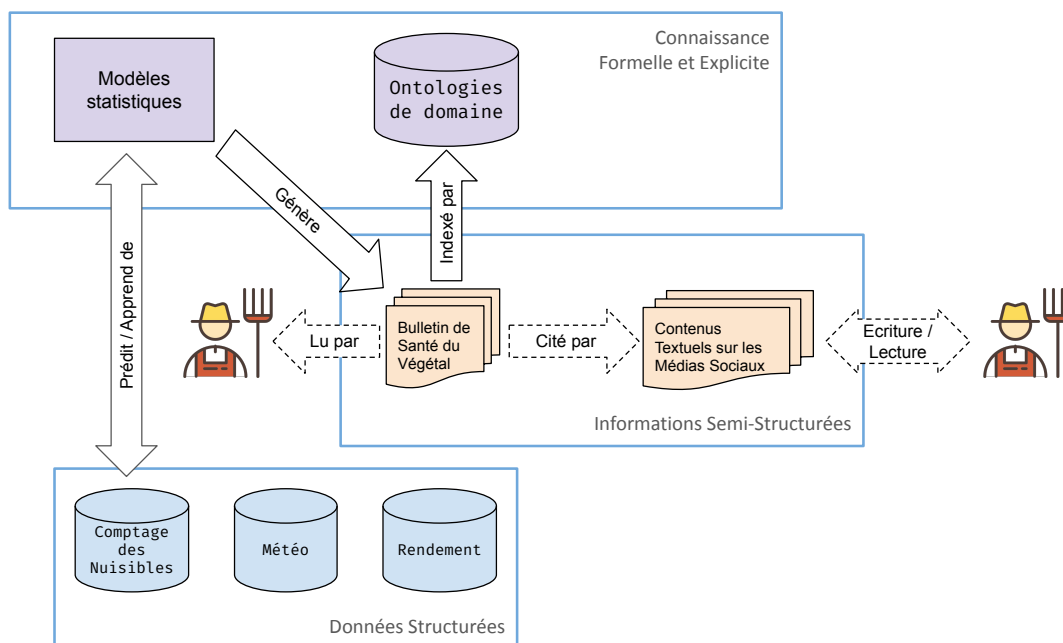 Connaissance
Formelle et Explicite
Modèles
statistiques
Ontologies
de domaine
Génère
Indexé par
Prédit / Apprend de
Lu par
Bulletin de
Santé du
Végétal
Cité par
Contenus
Textuels sur les
Médias Sociaux
Ecriture /
Lecture
Informations Semi-Structurées
Comptage
des
Nuisibles
Météo
Rendement
Données Structurées